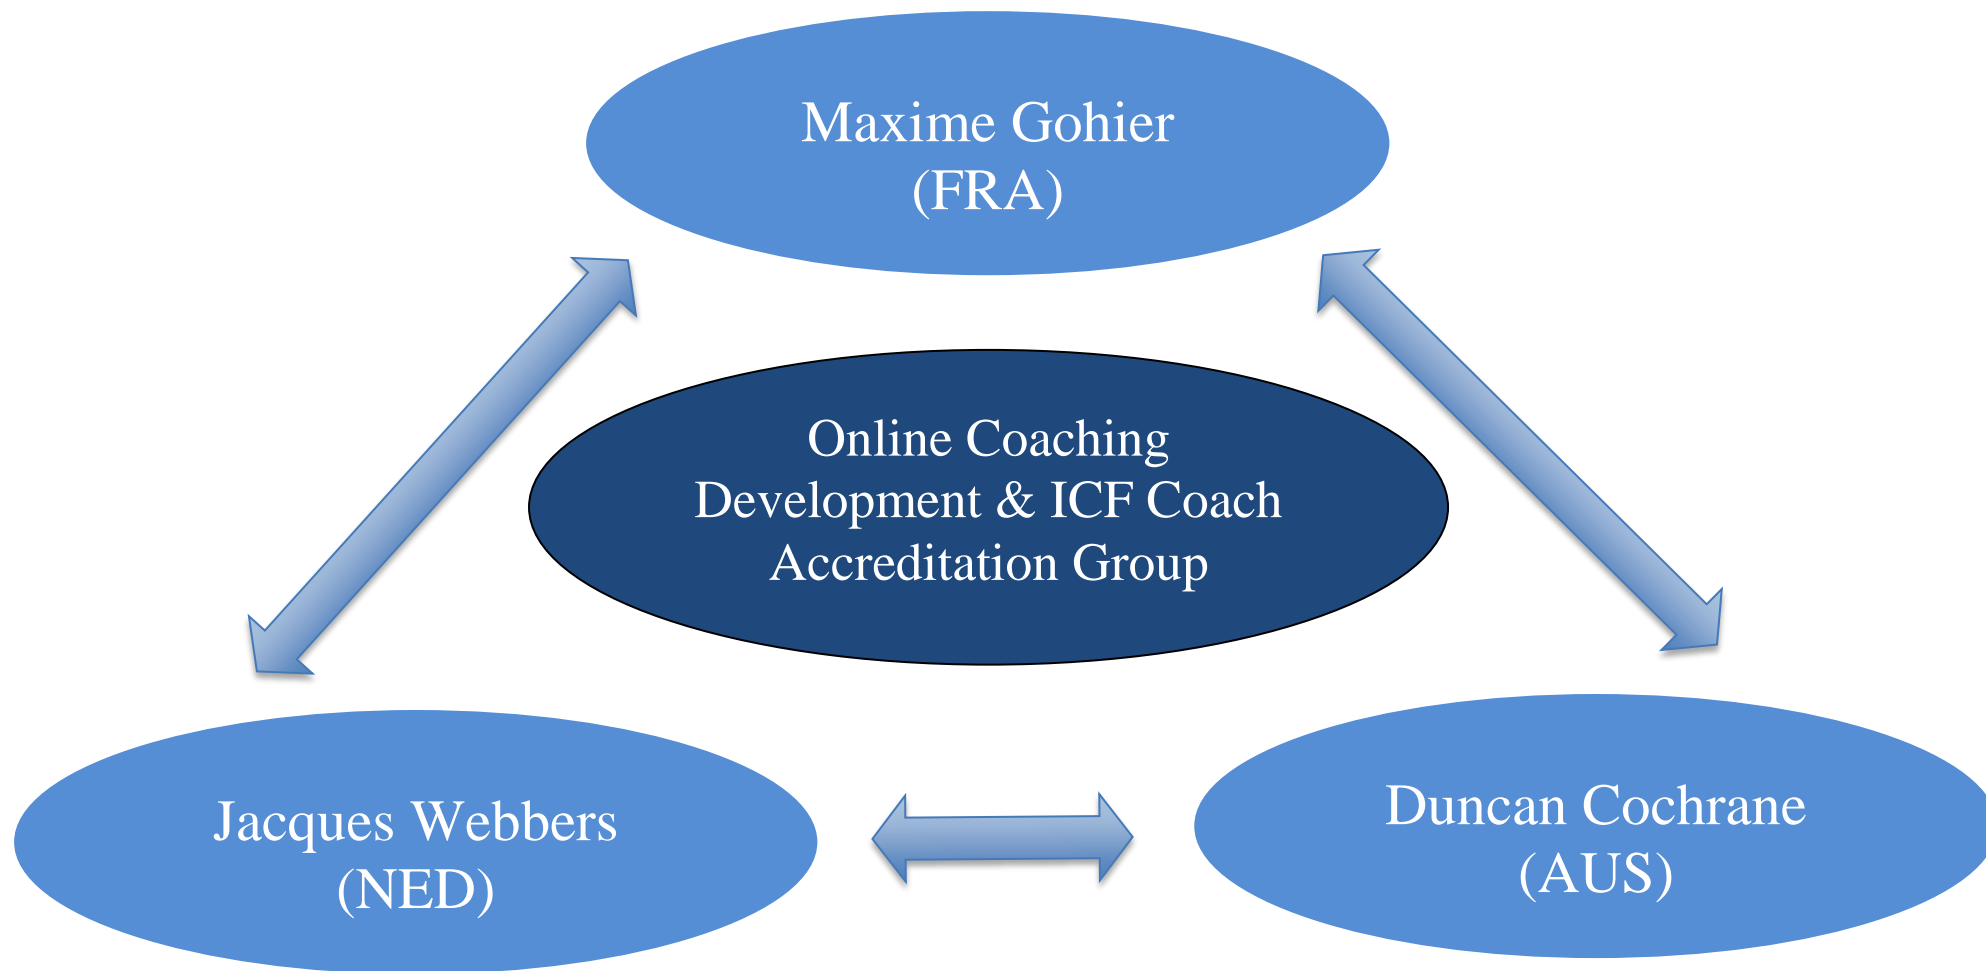 Maxime Gohier
(FRA)
Online Coaching
Development & ICF Coach
Accreditation Group
Jacques Webbers
(NED)
Duncan Cochrane
(AUS)